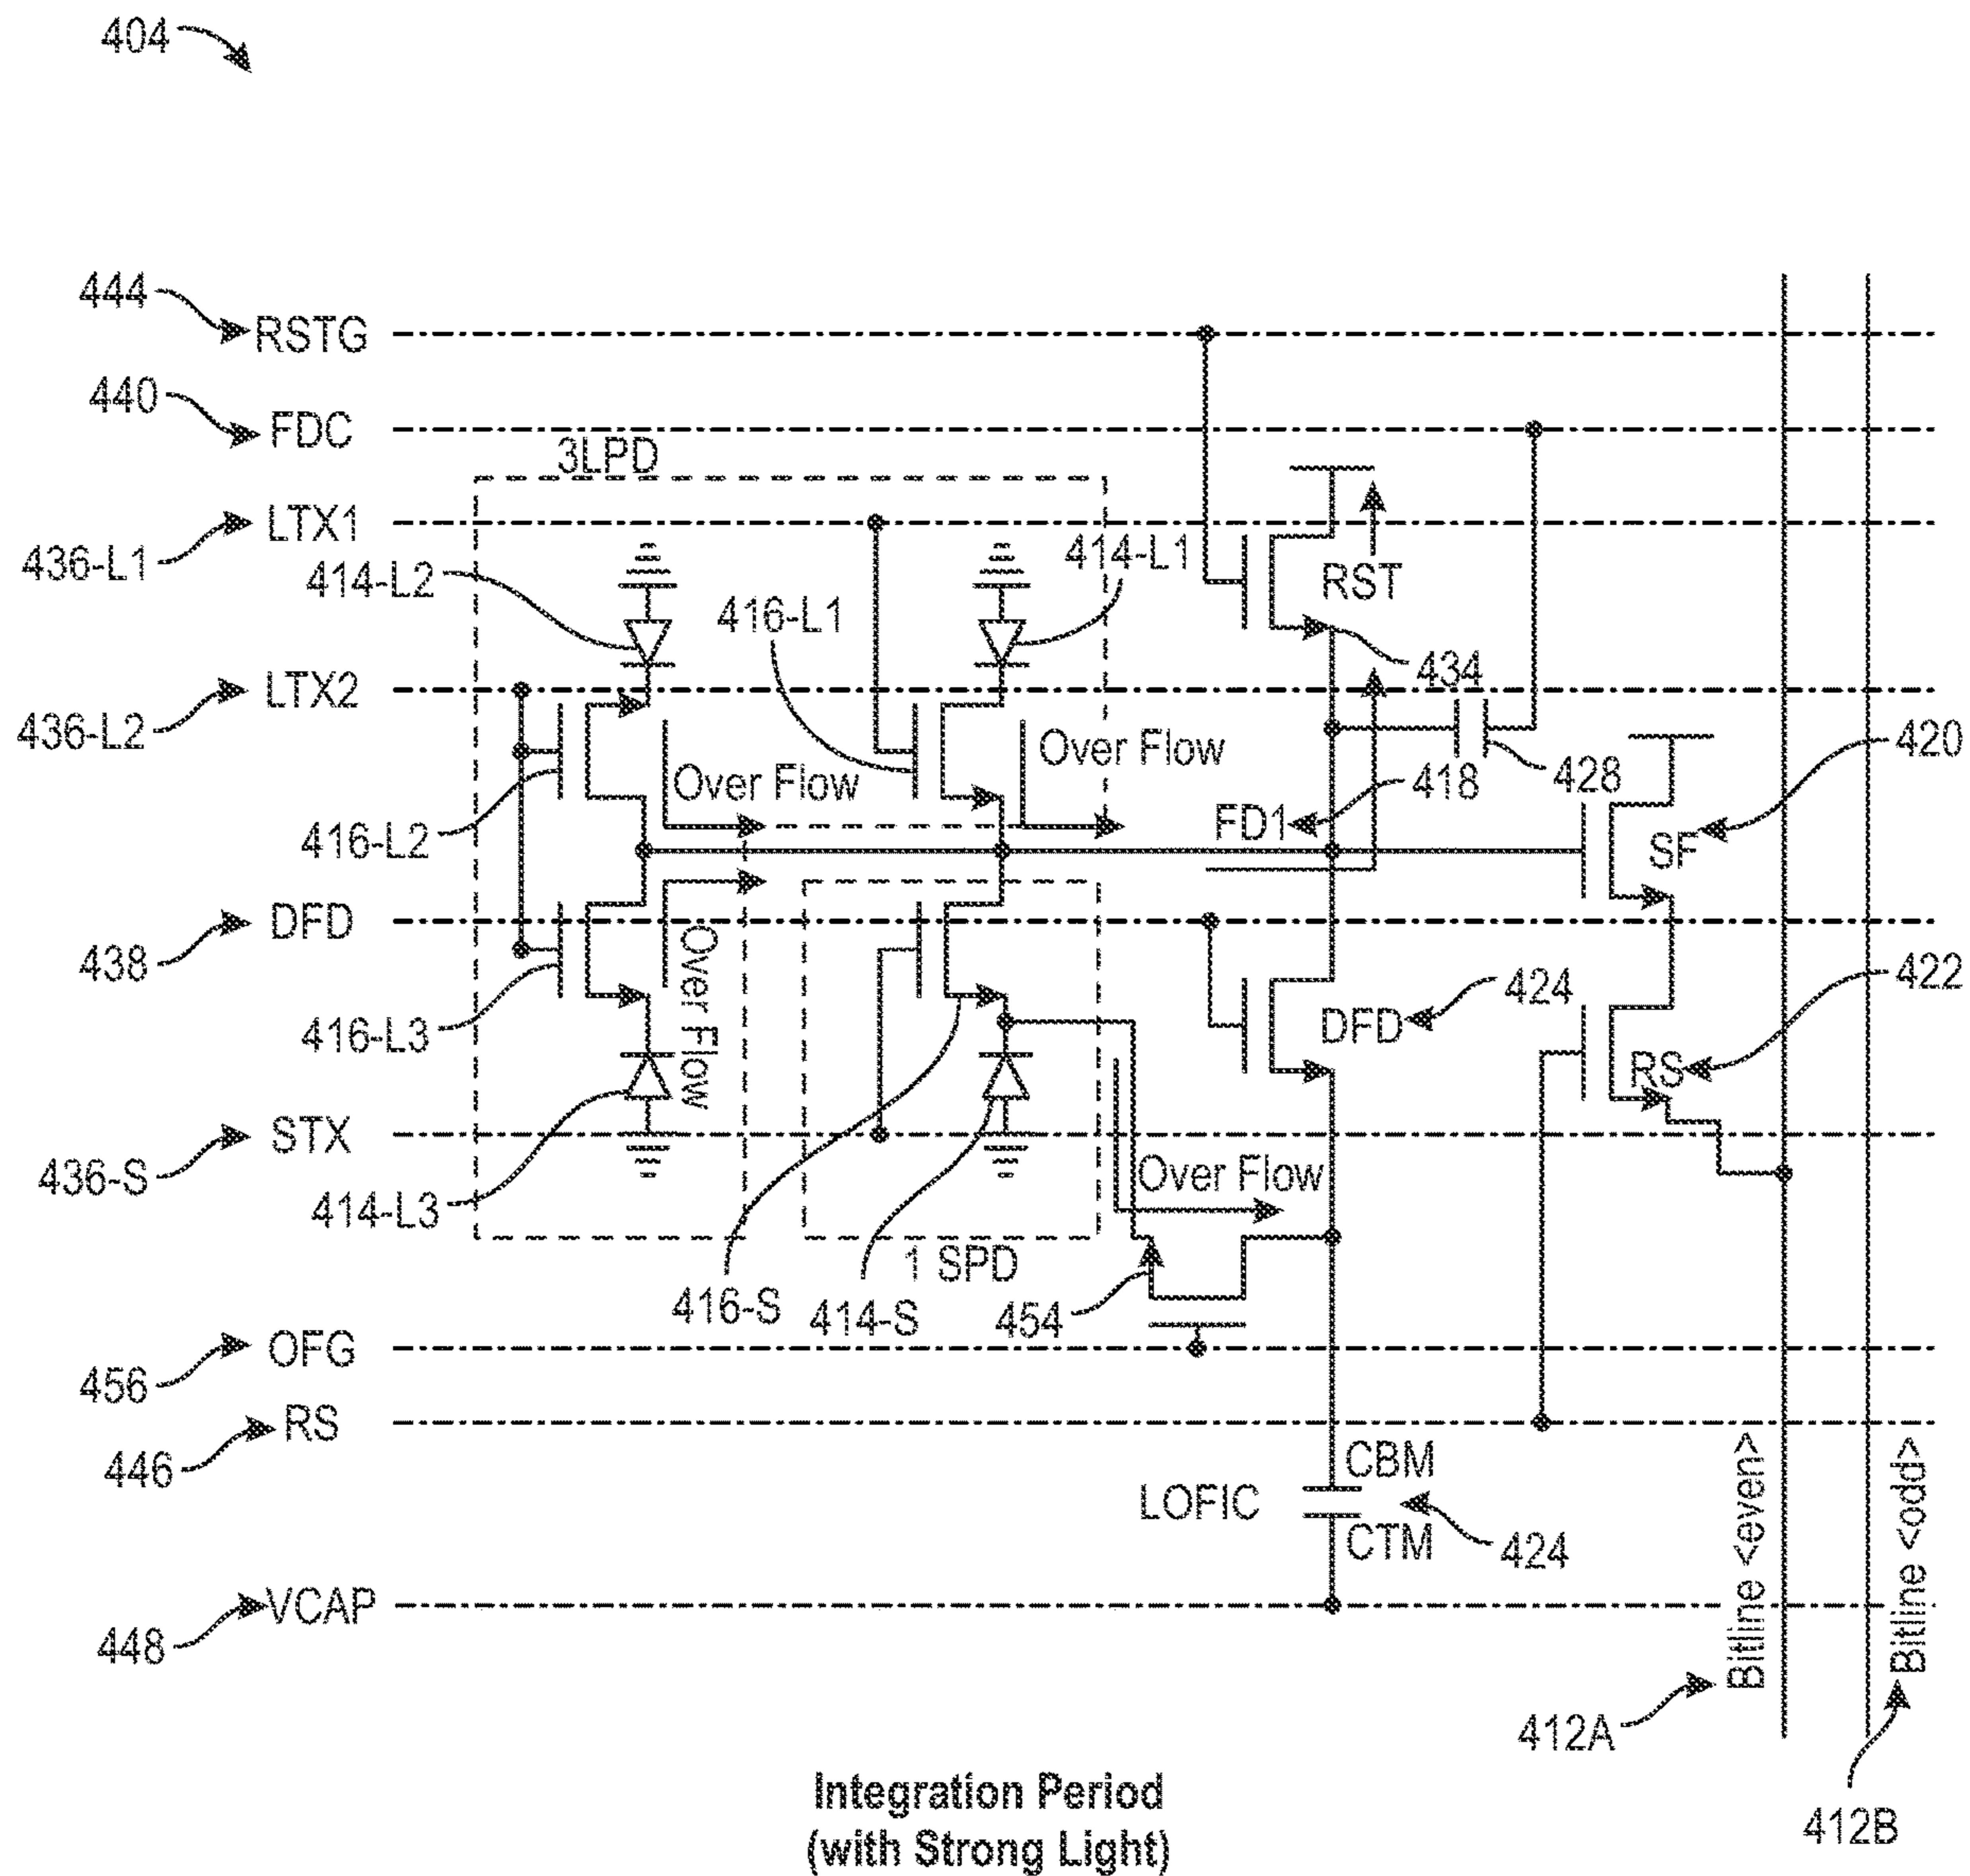 404
444
RSTG
440
FDC
3LPD
LTX1
436-L1
414-L2
414-L1
RST
416-L1
434
LTX2
436-L2
Over Flow
Over Flow
420
428
418
FD1
416-L2
SF
DFD
438
Over Flow
424
DFD
422
416-L3
RS
STX
436-S
Over Flow
414-L3
1 SPD
416-S
414-S
454
OFG
456
RS
446
CBM
LOFIC
CTM
424
VCAP
448
Bitline <even>
Bitline <odd>
412A
412B
Integration Period
(with Strong Light)